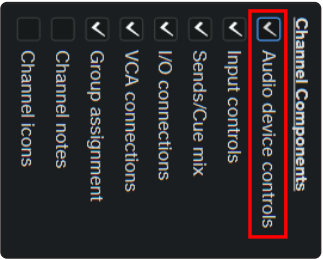 Channel Components
Audio device controls
Input controls
Sends/Cue mix
I/O connections
VCA connections
Group assignment
Channel notes
Channel icons